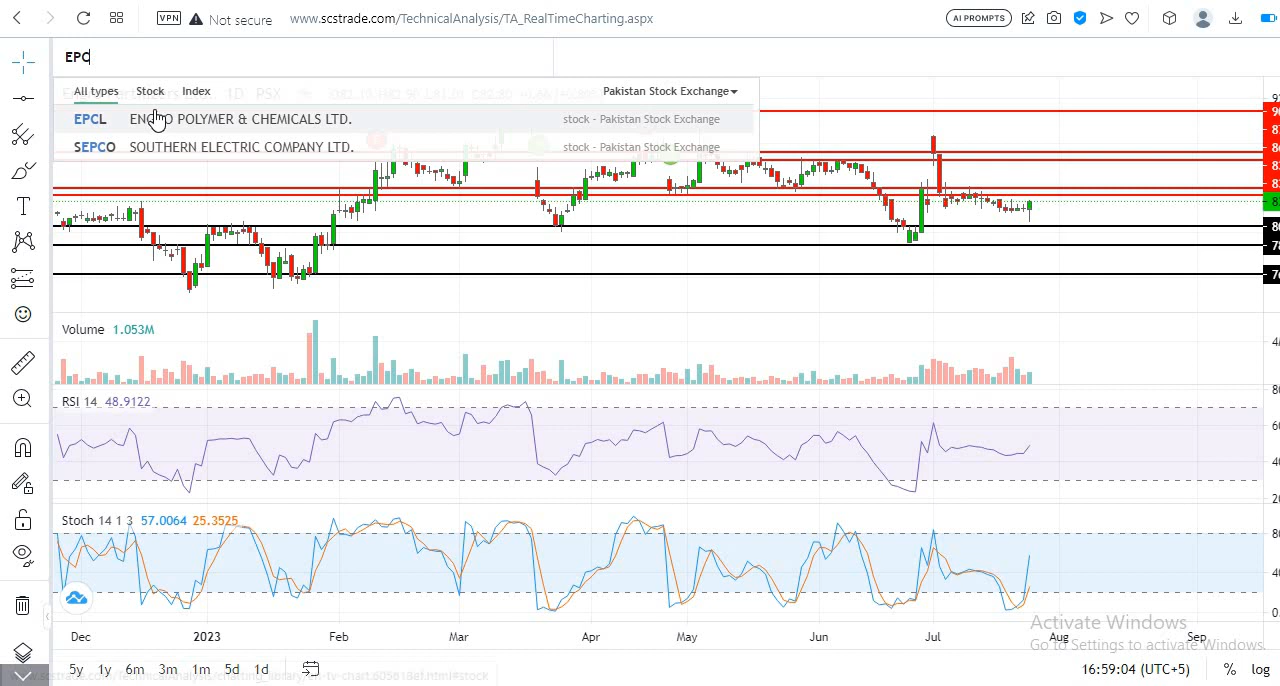 VPN Not secure www.scstrade.com/TechnicalAnalysis/TA_RealTimeCharting.aspx AI PROMPTS
EPC
All types Stock Index Pakistan Stock Exchange
EPCL ENGRO POLYMER & CHEMICALS LTD. stock - Pakistan Stock Exchange
SEPCO SOUTHERN ELECTRIC COMPANY LTD. stock - Pakistan Stock Exchange
Volume 1.053M
RSI 14 48.9122
Stoch 14 1 3 57.0064 25.3525
Dec 2023 Feb Mar Apr May Jun Jul Aug Sep
Activate Windows
Go to Settings to activate Windows.
5y 1y 6m 3m 1m 5d 1d 16:59:04 (UTC+5) % log